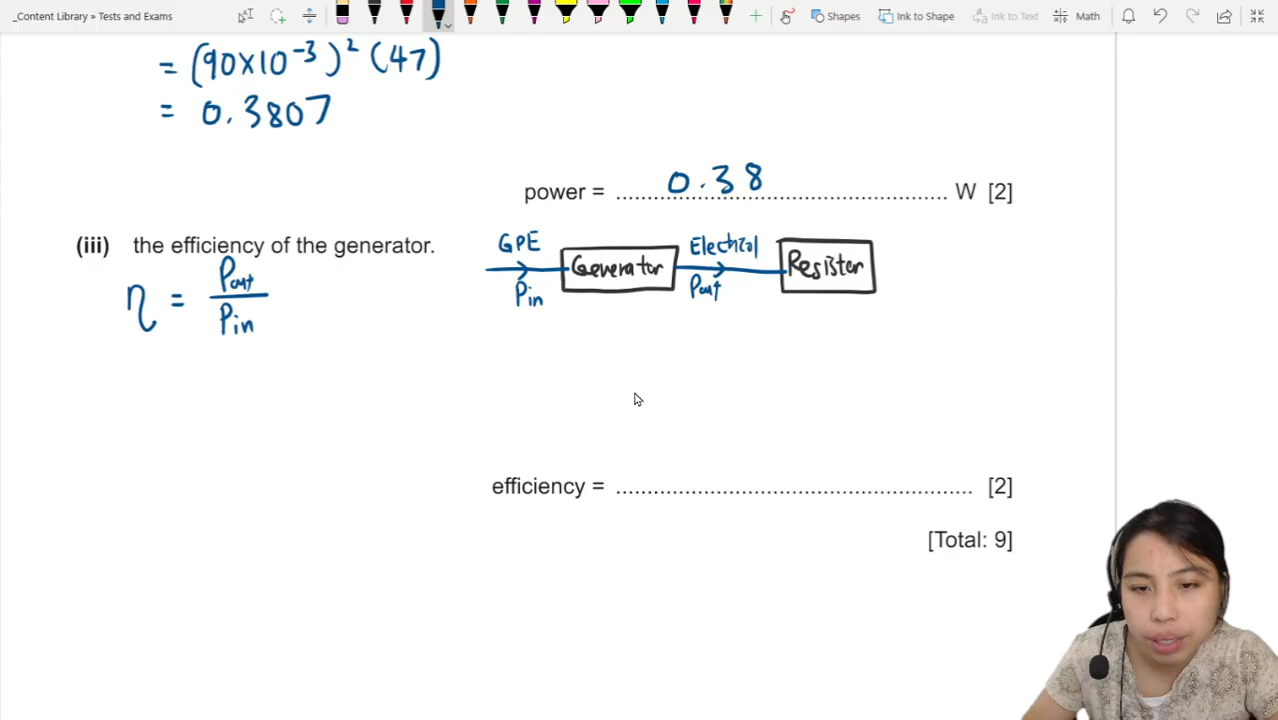 _Content Library » Tests and Exams
Shapes
Ink to Shape
Ink to Text
Math
= (90×10⁻³)² (47)
= 0.3807
power = 0.38 W [2]
(iii) the efficiency of the generator.
GPE
Generator
Electrical
Resistor
Pin
Pout
η = Pout / Pin
efficiency = ........................................................... [2]
[Total: 9]